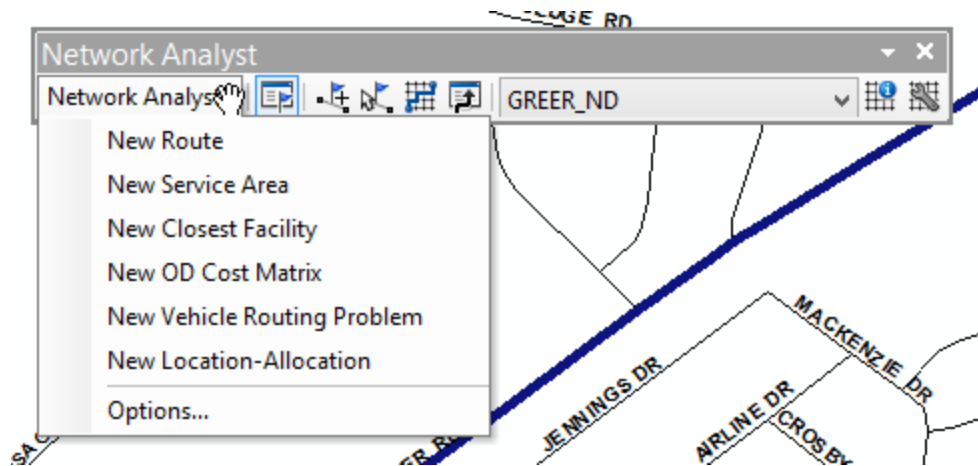 Network Analyst
Network Analyst
GREER_ND
New Route
New Service Area
New Closest Facility
New OD Cost Matrix
New Vehicle Routing Problem
New Location-Allocation
Options...
RD
MACKENZIE DR
JENNINGS DR
AIRLINE DR
CROSBY